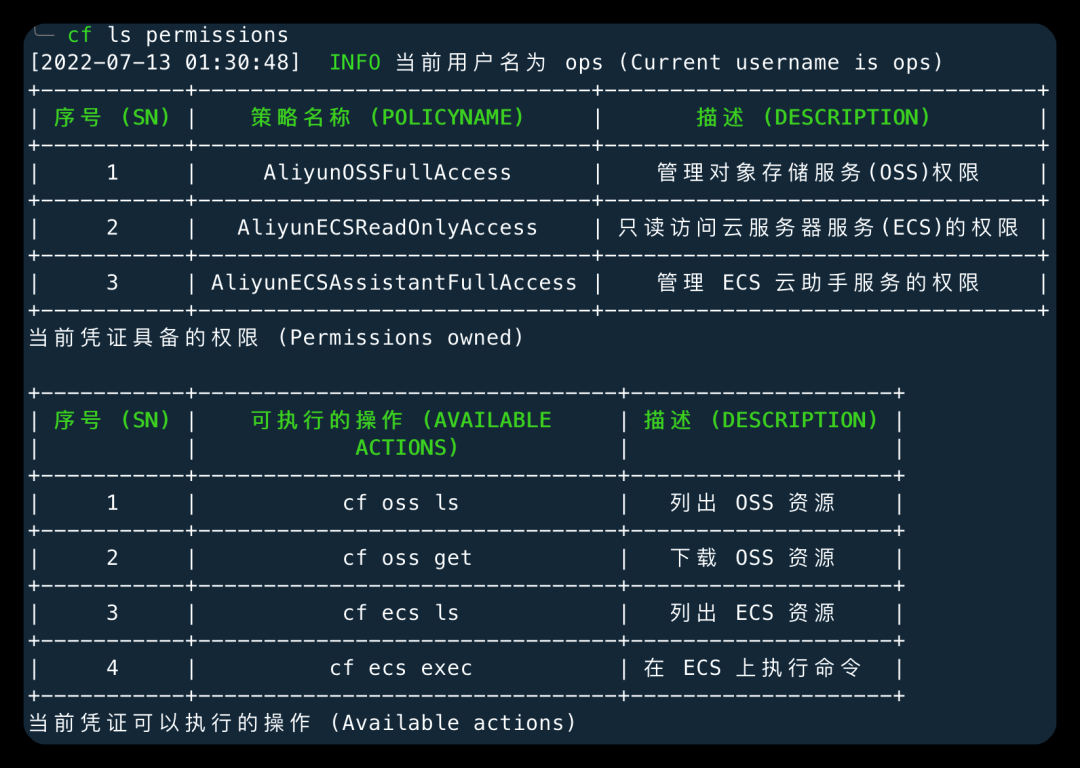 cf ls permissions
[2022-07-13 01:30:48] INFO 当前用户名为 ops (Current username is ops)
序号 (SN) | 策略名称 (POLICYNAME) | 描述 (DESCRIPTION)
1 | AliyunOSSFullAccess | 管理对象存储服务(OSS)权限
2 | AliyunECSReadOnlyAccess | 只读访问云服务器服务(ECS)的权限
3 | AliyunECSAssistantFullAccess | 管理 ECS 云助手服务的权限
当前凭证具备的权限 (Permissions owned)
序号 (SN) | 可执行的操作 (AVAILABLE | 描述 (DESCRIPTION)
ACTIONS)
1 | cf oss ls | 列出 OSS 资源
2 | cf oss get | 下载 OSS 资源
3 | cf ecs ls | 列出 ECS 资源
4 | cf ecs exec | 在 ECS 上执行命令
当前凭证可以执行的操作 (Available actions)